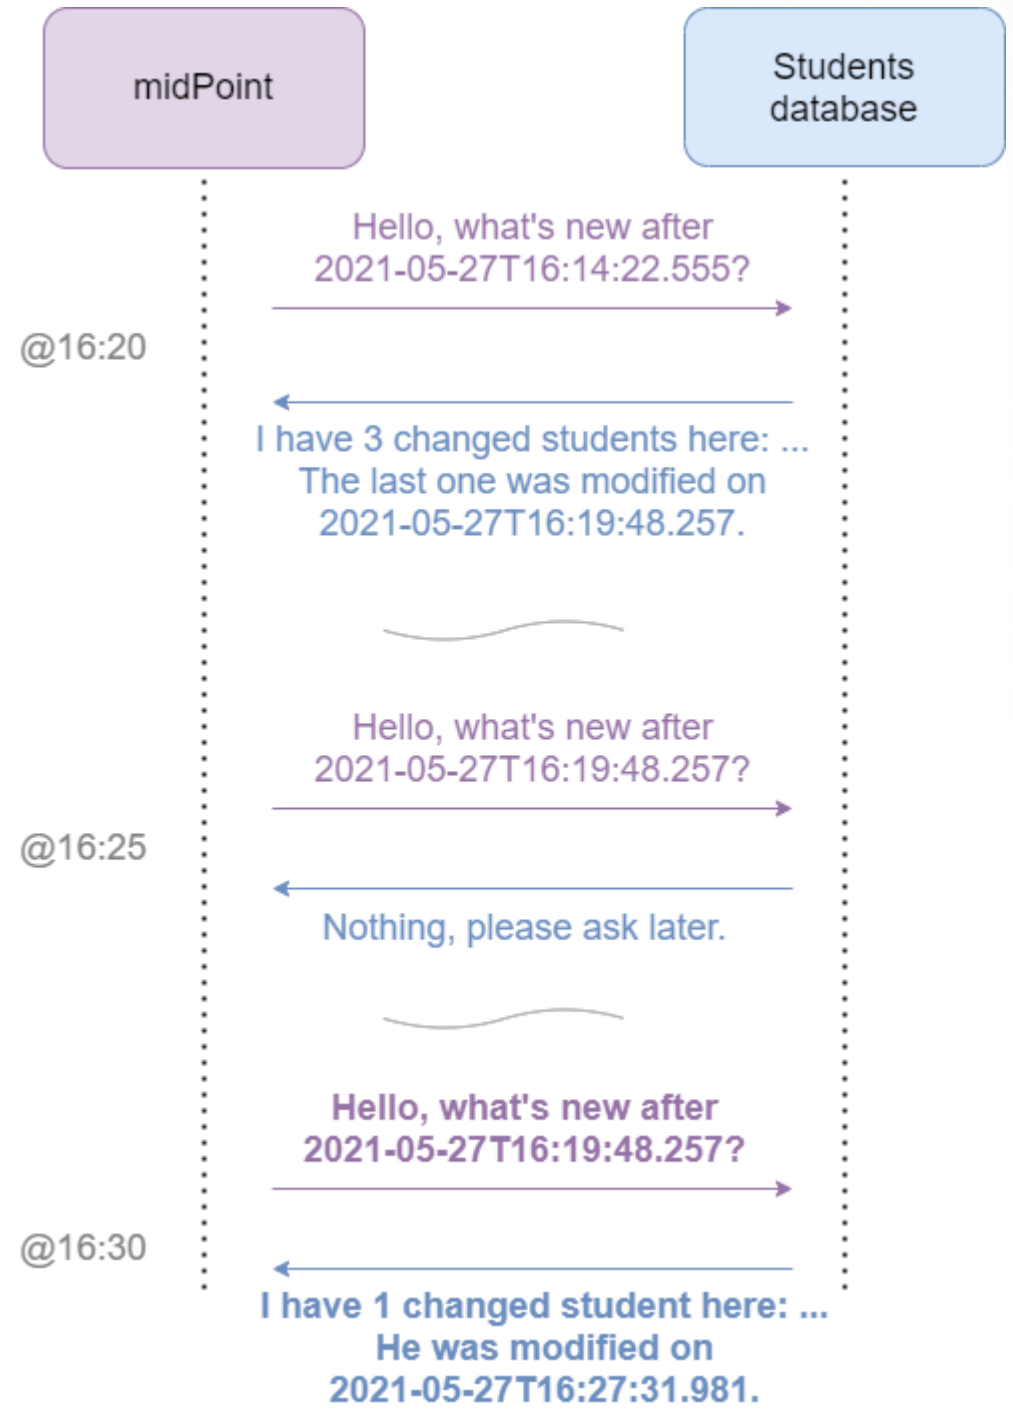 midPoint
Students
database
Hello, what's new after
2021-05-27T16:14:22.555?
@16:20
I have 3 changed students here: ...
The last one was modified on
2021-05-27T16:19:48.257.
Hello, what's new after
2021-05-27T16:19:48.257?
@16:25
Nothing, please ask later.
Hello, what's new after
2021-05-27T16:19:48.257?
@16:30
I have 1 changed student here: ...
He was modified on
2021-05-27T16:27:31.981.